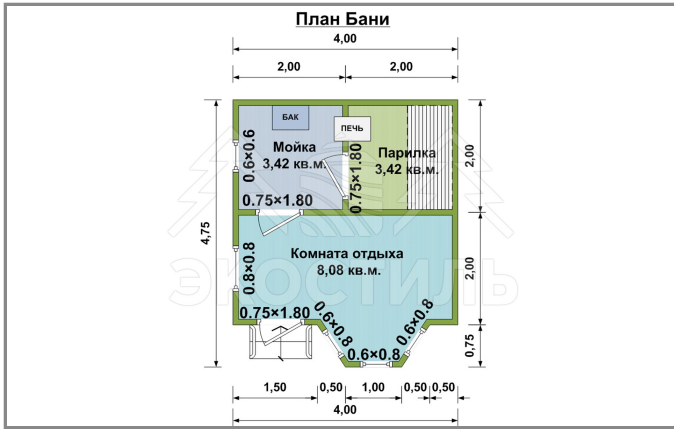 План Бани
4,00
2,00
2,00
БАК
ПЕЧЬ
Мойка
3,42 кв.м.
Парилка
3,42 кв.м.
0.6×0.6
0.75×1.80
0.75×1.80
2,00
4,75
Комната отдыха
8,08 кв.м.
0.8×0.8
2,00
ЭКОСТИЛЬ
0.75×1.80
0.6×0.8
0.6×0.8
0.6×0.8
0,75
1,50
0,50
1,00
0,50
0,50
4,00